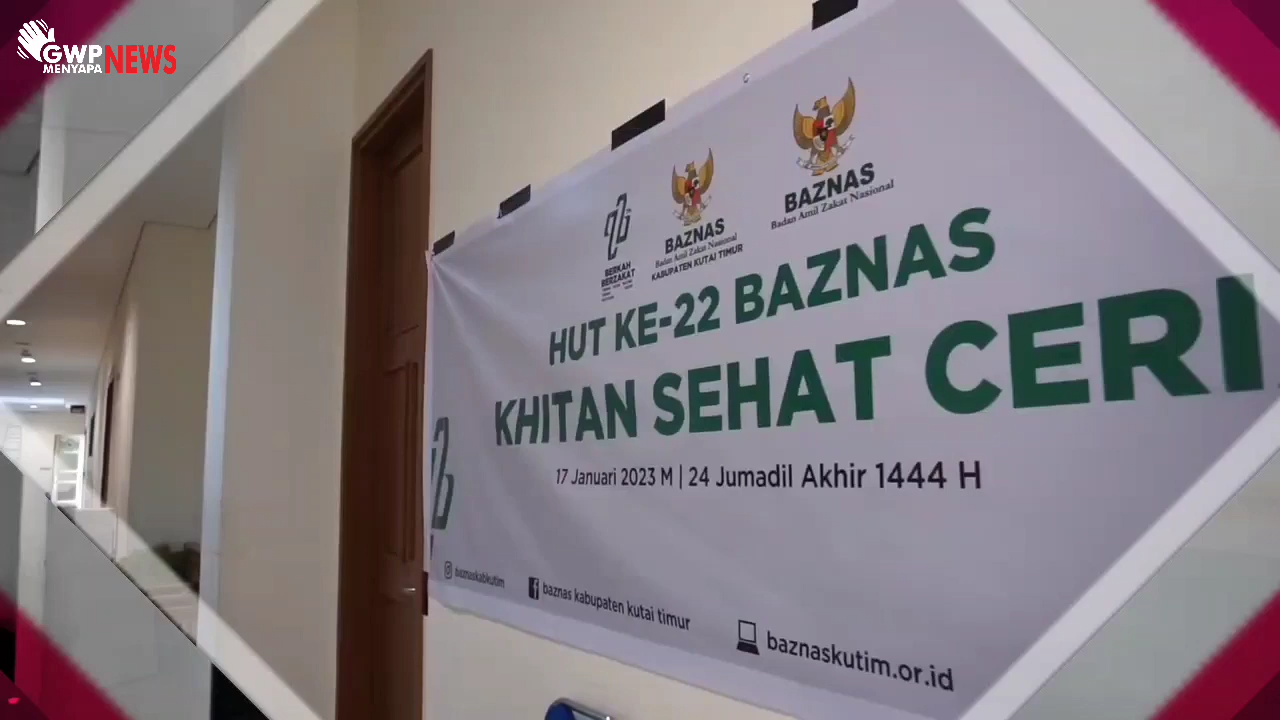 GWP NEWS
MENYAPA
BERKAH
BERZAKAT
BAZNAS
Badan Amil Zakat Nasional
KABUPATEN KUTAI TIMUR
BAZNAS
Badan Amil Zakat Nasional
HUT KE-22 BAZNAS
KHITAN SEHAT CERI
17 Januari 2023 M | 24 Jumadil Akhir 1444 H
baznaskabkutim
baznas kabupaten kutai timur
baznaskutim.or.id